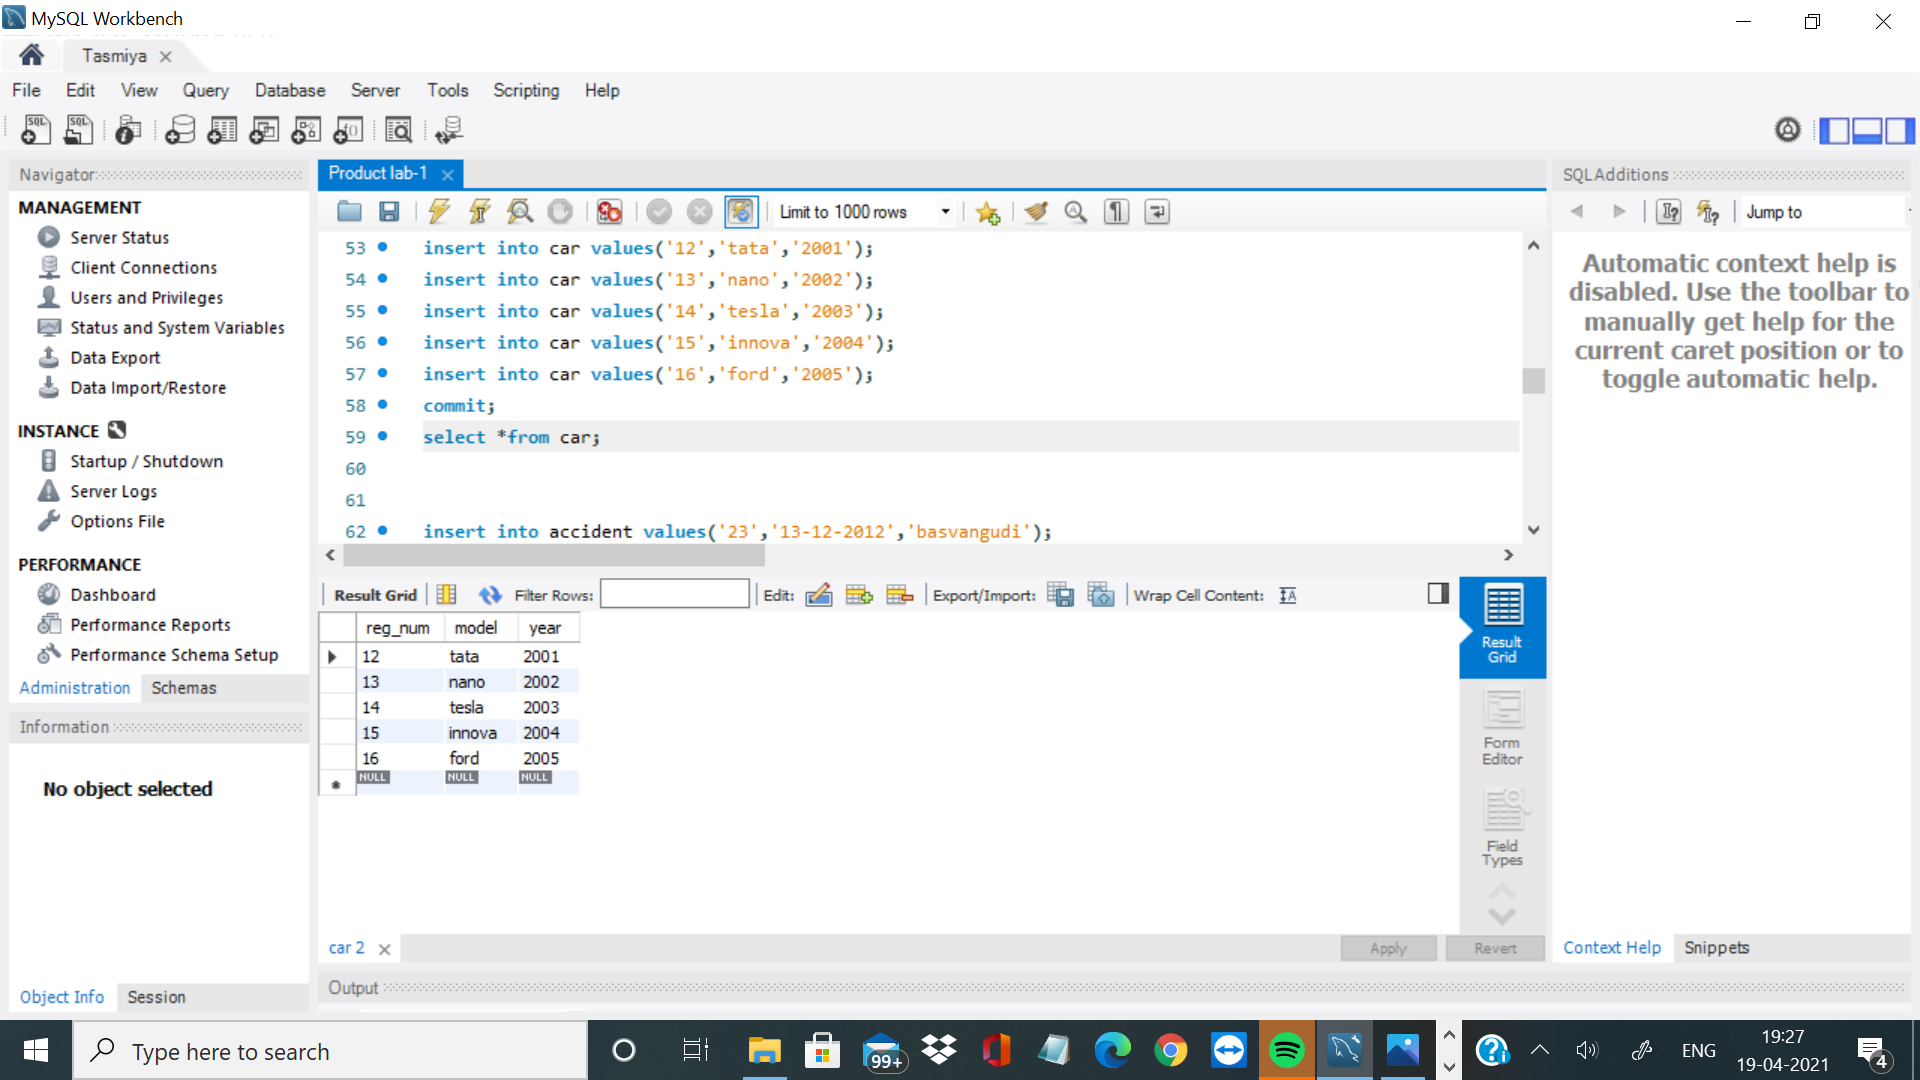 MySQL Workbench
Tasmiya
File Edit View Query Database Server Tools Scripting Help
Navigator
MANAGEMENT
Server Status
Client Connections
Users and Privileges
Status and System Variables
Data Export
Data Import/Restore
INSTANCE
Startup / Shutdown
Server Logs
Options File
PERFORMANCE
Dashboard
Performance Reports
Performance Schema Setup
Administration Schemas
Information
No object selected
Object Info Session
Product lab-1
Limit to 1000 rows
53 insert into car values('12','tata','2001');
54 insert into car values('13','nano','2002');
55 insert into car values('14','tesla','2003');
56 insert into car values('15','innova','2004');
57 insert into car values('16','ford','2005');
58 commit;
59 select *from car;
60
61
62 insert into accident values('23','13-12-2012','basvangudi');
Result Grid Filter Rows: Edit: Export/Import: Wrap Cell Content:
reg_num model year
12 tata 2001
13 nano 2002
14 tesla 2003
15 innova 2004
16 ford 2005
NULL NULL NULL
Result
Grid
Form
Editor
Field
Types
car 2
Apply Revert
Output
SQLAdditions
Jump to
Automatic context help is
disabled. Use the toolbar to
manually get help for the
current caret position or to
toggle automatic help.
Context Help Snippets
Type here to search
99+
ENG
19:27
19-04-2021
4